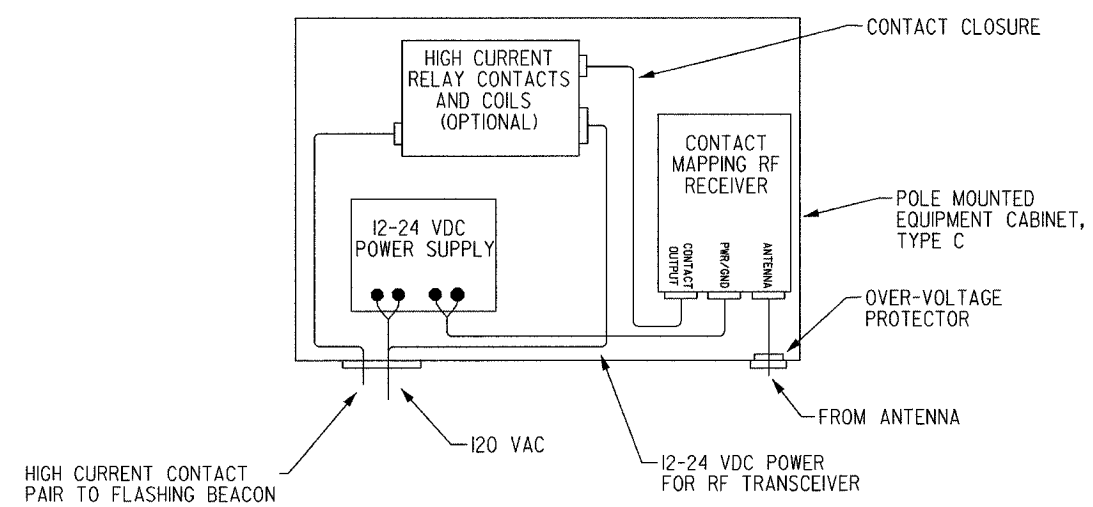 CONTACT CLOSURE
HIGH CURRENT
RELAY CONTACTS
AND COILS
(OPTIONAL)
CONTACT
MAPPING RF
RECEIVER
CONTACT
OUTPUT
PWR/GND
ANTENNA
12-24 VDC
POWER SUPPLY
POLE MOUNTED
EQUIPMENT CABINET,
TYPE C
OVER-VOLTAGE
PROTECTOR
FROM ANTENNA
120 VAC
12-24 VDC POWER
FOR RF TRANSCEIVER
HIGH CURRENT CONTACT
PAIR TO FLASHING BEACON